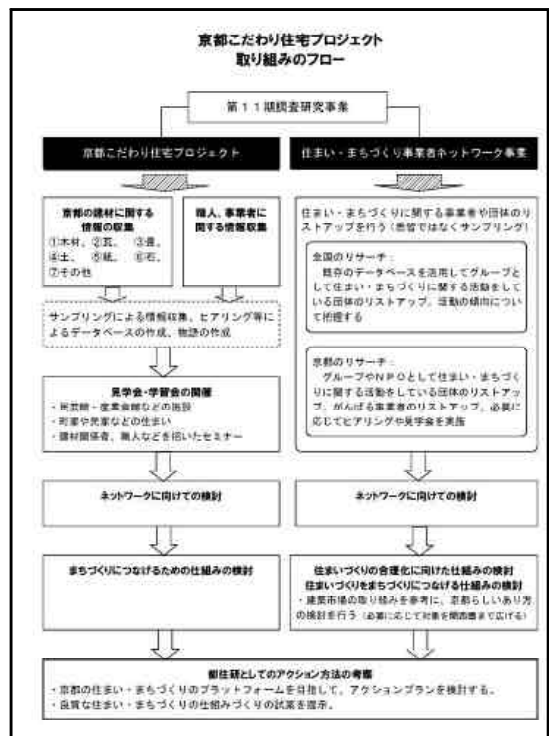 京都こだわり住宅プロジェクト
取り組みのフロー
第11期調査研究事業
京都こだわり住宅プロジェクト
京都の建材に関する
情報の収集
①木材、②瓦、③畳、
④土、⑤紙、⑥石、
⑦その他
職人、事業者に
関する情報収集
サンプリングによる情報収集、ヒアリング等に
よるデータベースの作成、物語の作成
見学会・学習会の開催
・民芸館・産業会館などの施設
・町家や民家などの住まい
・建材関係者、職人などを招いたセミナー
ネットワークに向けての検討
まちづくりにつなげるための仕組みの検討
住まい・まちづくり事業者ネットワーク事業
住まい・まちづくりに関する事業者や団体のリ
ストアップを行う(悉皆ではなくサンプリング)
全国のリサーチ:
既存のデータベースを活用してグループと
して住まい・まちづくりに関する活動をして
いる団体のリストアップ、活動の傾向につい
て把握する
京都のリサーチ:
グループやNPOとして住まい・まちづく
りに関する活動をしている団体のリストアッ
プ、がんばる事業者のリストアップ、必要に
応じてヒアリングや見学会を実施
ネットワークに向けての検討
住まいづくりの合理化に向けた仕組みの検討
住まいづくりをまちづくりにつなげる仕組みの検討
・建築市場の取り組みを参考に、京都らしいあり方
の検討を行う(必要に応じて対象を関西圏まで広げる)
都住研としてのアクション方法の考察
・京都の住まい・まちづくりのプラットフォームを目指して、アクションプランを検討する。
・良質な住まい・まちづくりの仕組みづくりの試案を提示。